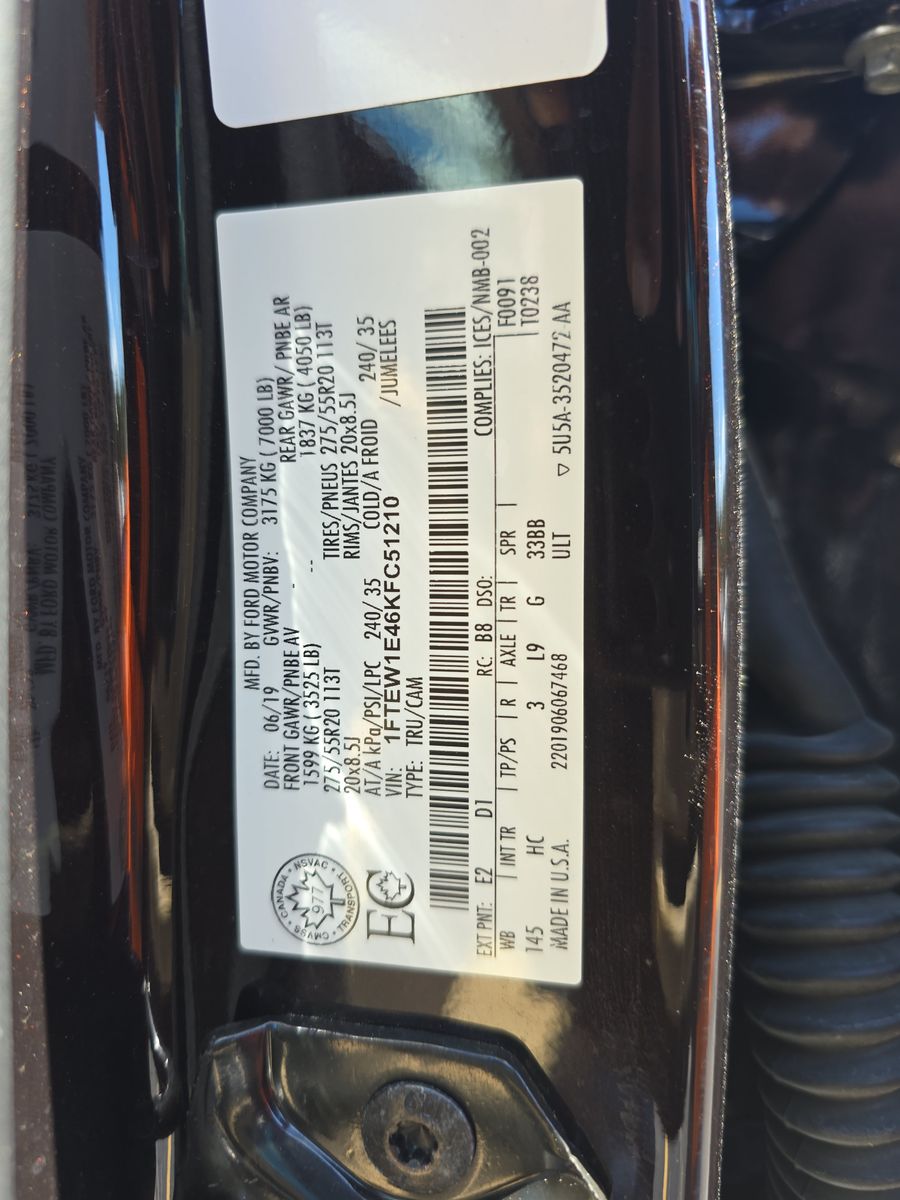 MFD. BY FORD MOTOR COMPANY
DATE: 06/19 GVWR/PNBV: 3175 KG ( 7000 LB)
FRONT GAWR/PNBE AV - REAR GAWR/ PNBE AR
1599 KG ( 3525 LB) -- 1837 KG ( 4050 LB)
275/55R20 113T TIRES/PNEUS 275/55R20 113T
20x8.5J RIMS/JANTES 20x8.5J
AT/A kPa/PSI/LPC 240/ 35 COLD/A FROID 240/ 35
VIN: 1FTEW1E46KFC51210 /JUMELEES
TYPE: TRU/CAM
CANADA
NSVAC
977
NVSB
TRANSPORT
EC
COMPLIES: ICES/NMB-002
EXT PNT: E2 D1 RC: B8 DSO: F0091
WB INT TR TP/PS R AXLE TR SPR T0238
145 HC 3 L9 G 33BB
MADE IN U.S.A. 2201906067468 ULT ▽ 5U5A-3520472 AA